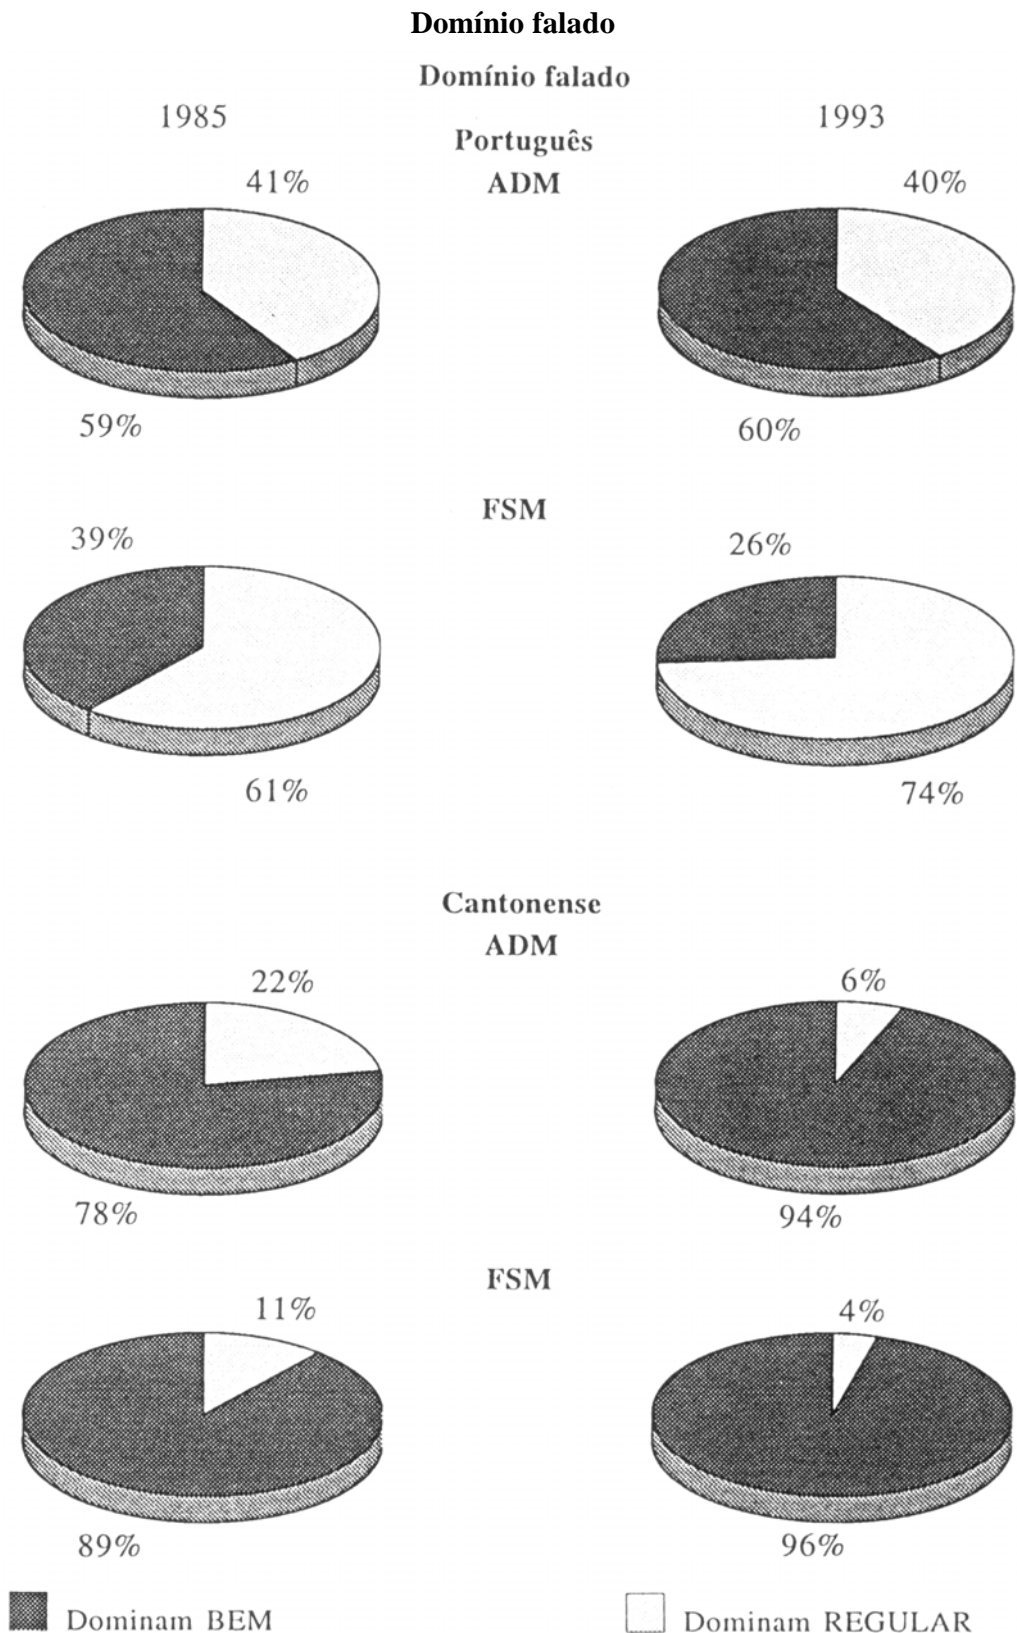 Domínio falado
Domínio falado
1985
1993
Português
ADM
41%
40%
59%
60%
FSM
39%
26%
61%
74%
Cantonense
ADM
22%
6%
78%
94%
FSM
11%
4%
89%
96%
Dominam BEM
Dominam REGULAR